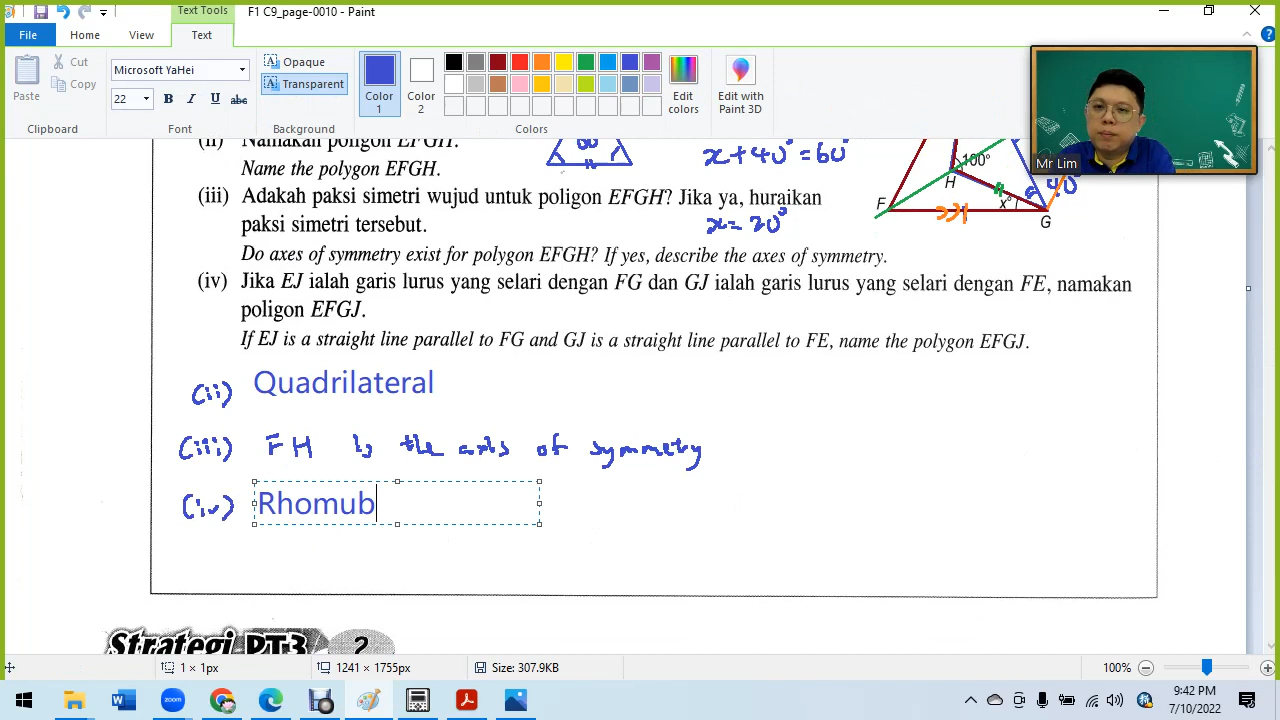 Text Tools
F1 C9_page-0010 - Paint
File Home View Text
Cut
Copy
Paste
Clipboard
Microsoft YaHei
22 B I U abc
Font
Opaque
Transparent
Background
Color 1
Color 2
Edit colors
Colors
Edit with Paint 3D
Mr Lim
(ii) Namakan poligon EFGH.
Name the polygon EFGH.
(iii) Adakah paksi simetri wujud untuk poligon EFGH? Jika ya, huraikan
paksi simetri tersebut.
Do axes of symmetry exist for polygon EFGH? If yes, describe the axes of symmetry.
(iv) Jika EJ ialah garis lurus yang selari dengan FG dan GJ ialah garis lurus yang selari dengan FE, namakan
poligon EFGJ.
If EJ is a straight line parallel to FG and GJ is a straight line parallel to FE, name the polygon EFGJ.
60°
x + 40° = 60°
x = 20°
100°
H
40°
F
x°
G
(ii) Quadrilateral
(iii) FH is the axis of symmetry
(iv) Rhomub
Strategi PT3 2
1 × 1px
1241 × 1755px
Size: 307.9KB
100%
zoom
9:42 PM
7/10/2022